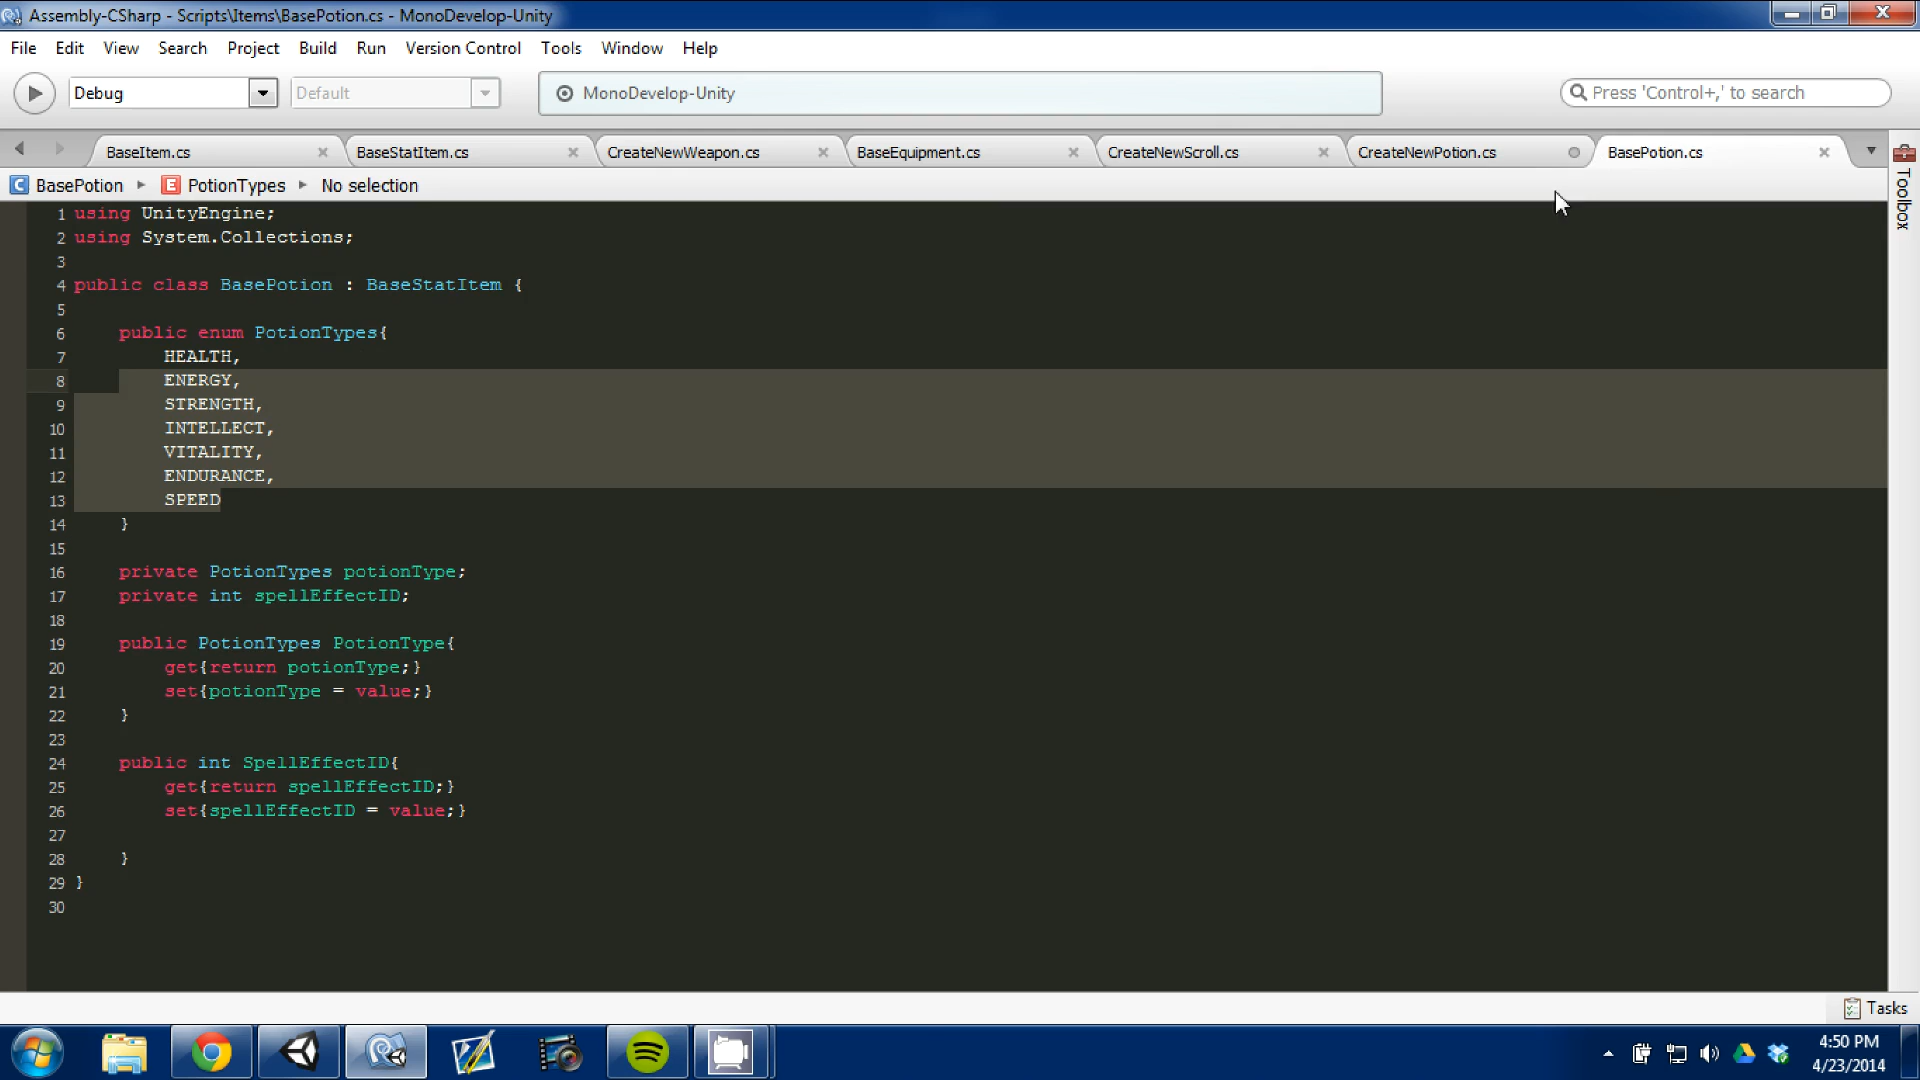 Assembly-CSharp - Scripts\Items\BasePotion.cs - MonoDevelop-Unity
File Edit View Search Project Build Run Version Control Tools Window Help
Debug Default MonoDevelop-Unity Press 'Control+,' to search
BaseItem.cs BaseStatItem.cs CreateNewWeapon.cs BaseEquipment.cs CreateNewScroll.cs CreateNewPotion.cs BasePotion.cs
C BasePotion E PotionTypes No selection
Toolbox
1 using UnityEngine;
2 using System.Collections;
3
4 public class BasePotion : BaseStatItem {
5
6 public enum PotionTypes{
7 HEALTH,
8 ENERGY,
9 STRENGTH,
10 INTELLECT,
11 VITALITY,
12 ENDURANCE,
13 SPEED
14 }
15
16 private PotionTypes potionType;
17 private int spellEffectID;
18
19 public PotionTypes PotionType{
20 get{return potionType;}
21 set{potionType = value;}
22 }
23
24 public int SpellEffectID{
25 get{return spellEffectID;}
26 set{spellEffectID = value;}
27
28 }
29 }
30
Tasks
4:50 PM
4/23/2014